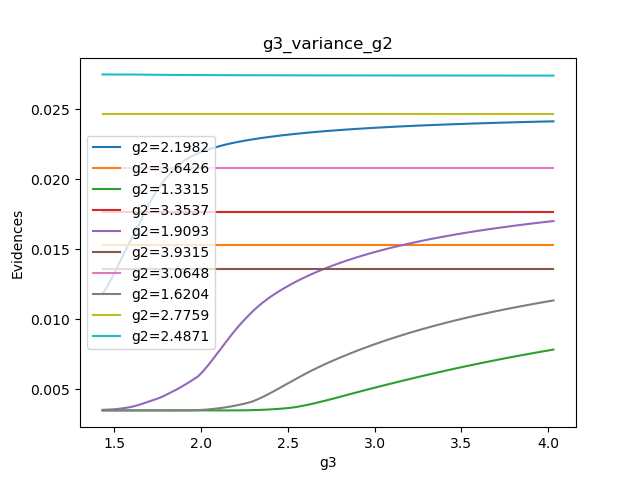 g3_variance_g2
Evidences
0.025
0.020
0.015
0.010
0.005
g2=2.1982
g2=3.6426
g2=1.3315
g2=3.3537
g2=1.9093
g2=3.9315
g2=3.0648
g2=1.6204
g2=2.7759
g2=2.4871
1.5 2.0 2.5 3.0 3.5 4.0
g3